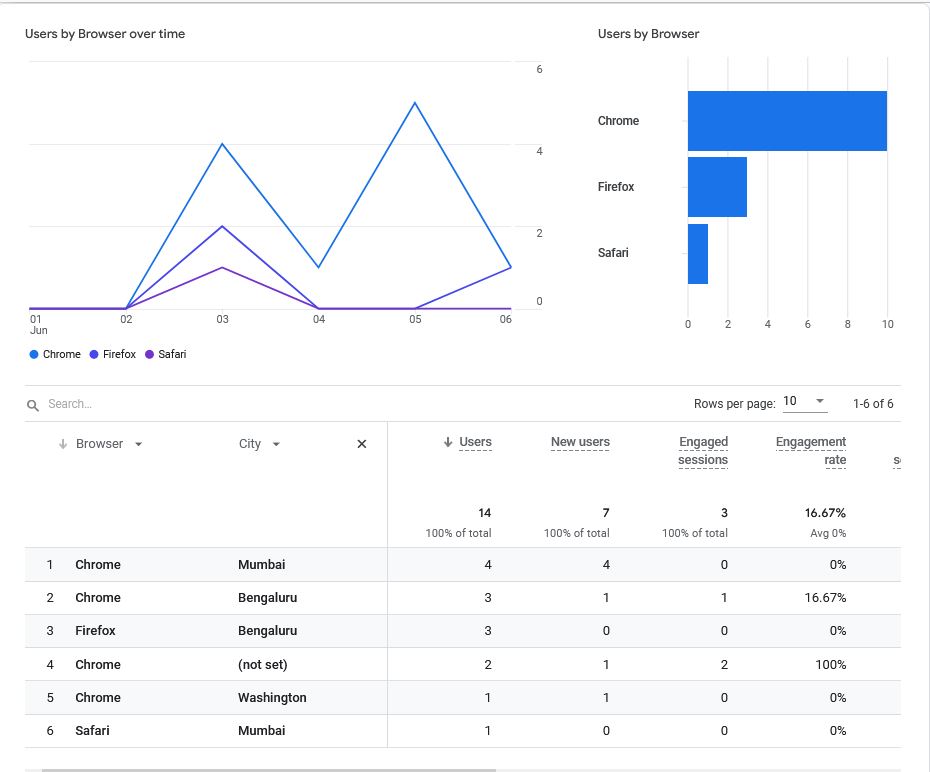 Users by Browser over time
6
4
2
0
01
Jun
02
03
04
05
06
Chrome Firefox Safari
Users by Browser
Chrome
Firefox
Safari
0 2 4 6 8 10
Search...
Rows per page: 10 1-6 of 6
Browser City Users New users Engaged sessions Engagement rate
14 7 3 16.67%
100% of total 100% of total 100% of total Avg 0%
1 Chrome Mumbai 4 4 0 0%
2 Chrome Bengaluru 3 1 1 16.67%
3 Firefox Bengaluru 3 0 0 0%
4 Chrome (not set) 2 1 2 100%
5 Chrome Washington 1 1 0 0%
6 Safari Mumbai 1 0 0 0%